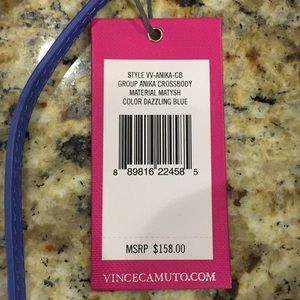 STYLE VV-ANIKA-CB
GROUP ANIKA CROSSBODY
MATERIAL MATYSH
COLOR DAZZLING BLUE
8 89816 22458 5
MSRP $158.00
VINCECAMUTO.COM